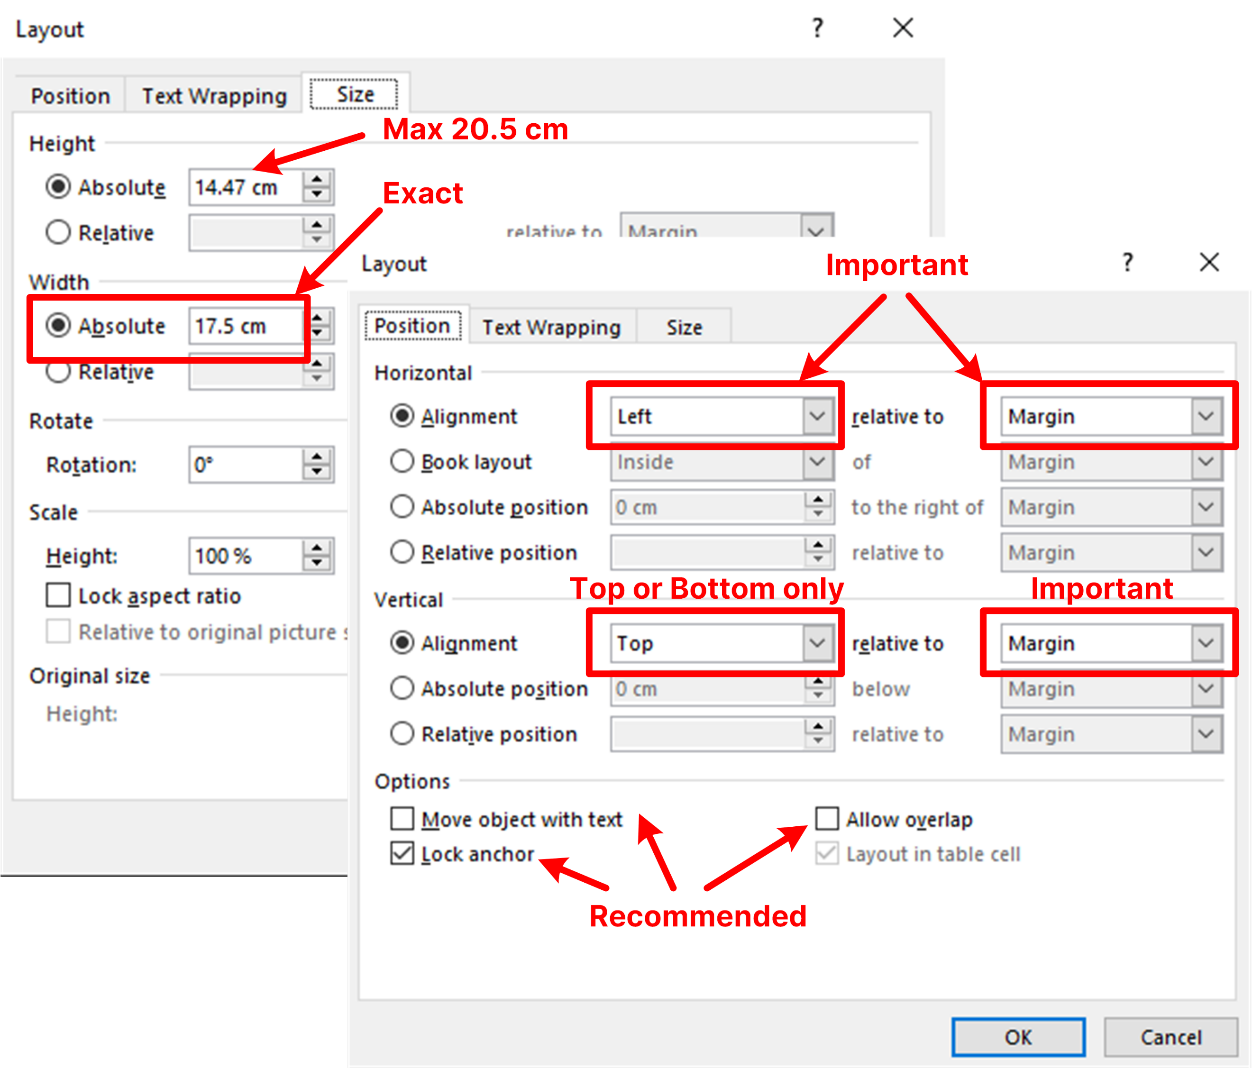 Layout
?
Position
Text Wrapping
Size
Max 20.5 cm
Height
Absolute
14.47 cm
Exact
Relative
relative to
Margin
Width
Absolute
17.5 cm
Relative
Rotate
Rotation:
0°
Scale
Height:
100 %
Lock aspect ratio
Relative to original picture s
Original size
Height:
Layout
?
Important
Position
Text Wrapping
Size
Horizontal
Alignment
Left
relative to
Margin
Book layout
Inside
of
Margin
Absolute position
0 cm
to the right of
Margin
Relative position
relative to
Margin
Top or Bottom only
Important
Vertical
Alignment
Top
relative to
Margin
Absolute position
0 cm
below
Margin
Relative position
relative to
Margin
Options
Move object with text
Allow overlap
Lock anchor
Layout in table cell
Recommended
OK
Cancel